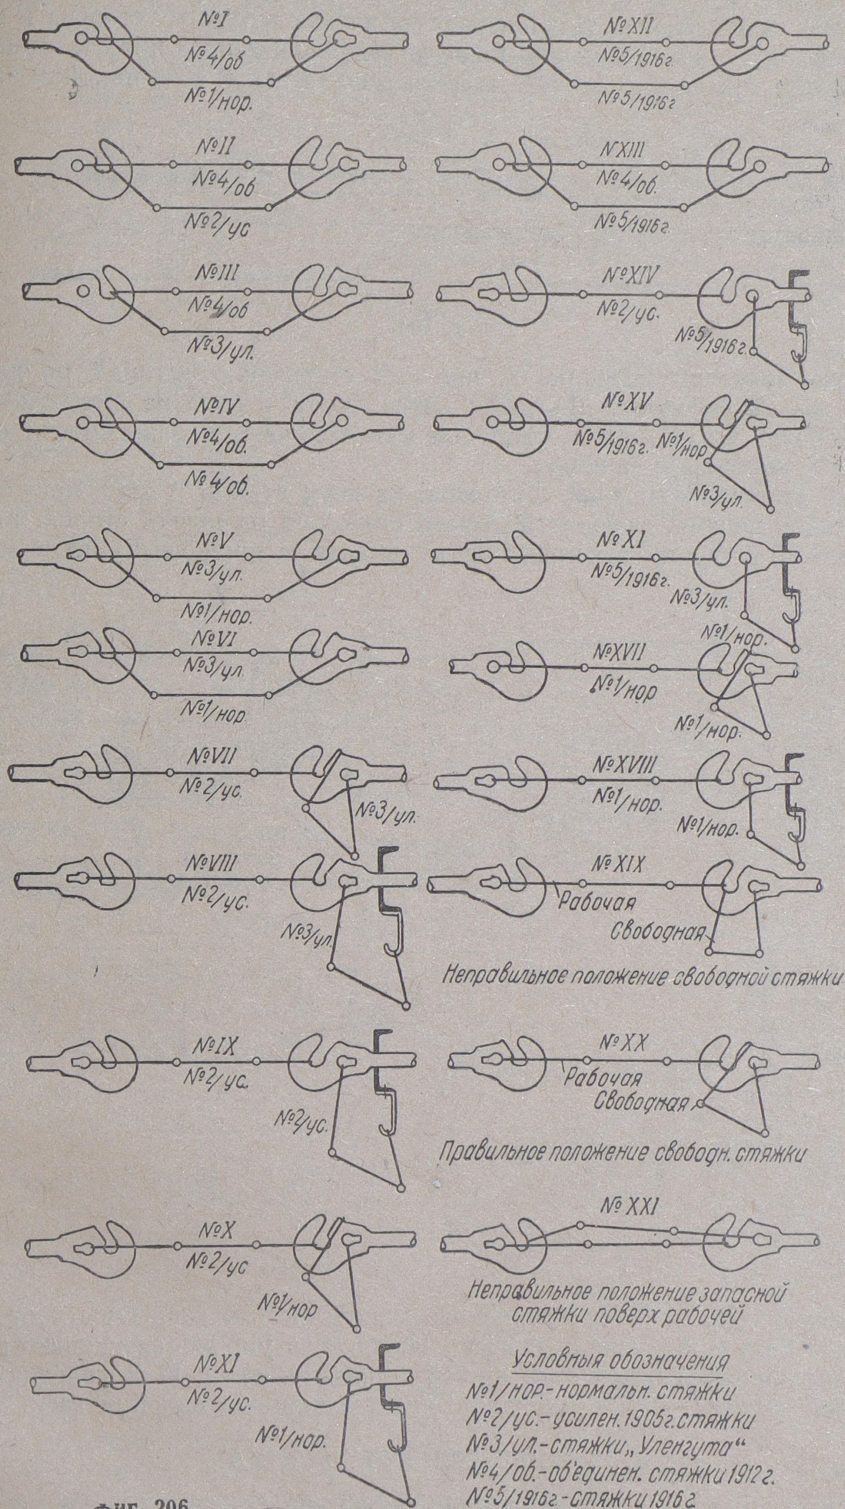 №I
№4/об
№1/нор.
№II
№4/об
№2/ус
№III
№4/об
№3/ул.
№IV
№4/об.
№4/об.
№V
№3/ул.
№1/нор.
№VI
№3/ул
№1/нор
№VII
№2/ус.
№3/ул.
№VIII
№2/ус.
№3/ул.
№IX
№2/ус.
№2/ус.
№X
№2/ус
№1/нор
№XI
№2/ус.
№1/нор.
фиг. 206
№XII
№5/1916г
№5/1916г
№XIII
№4/об.
№5/1916г.
№XIV
№2/ус.
№5/1916г.
№XV
№5/1916г.
№1/нор
№3/ул.
№XI
№5/1916г.
№3/ул.
№1/нор.
№XVII
№1/нор
№1/нор.
№XVIII
№1/нор.
№1/нор.
№XIX
Рабочая
Свободная
Неправильное положение свободной стяжки
№XX
Рабочая
Свободная
Правильное положение свободн. стяжки
№ XXI
Неправильное положение запасной
стяжки поверх рабочей
Условныя обозначения
№1/нор.-нормальн. стяжки
№2/ус.-усилен. 1905г. стяжки
№3/ул.-стяжки „Уленгута“
№4/об.-об'единен. стяжки 1912г.
№5/1916г.-стяжки 1916г.